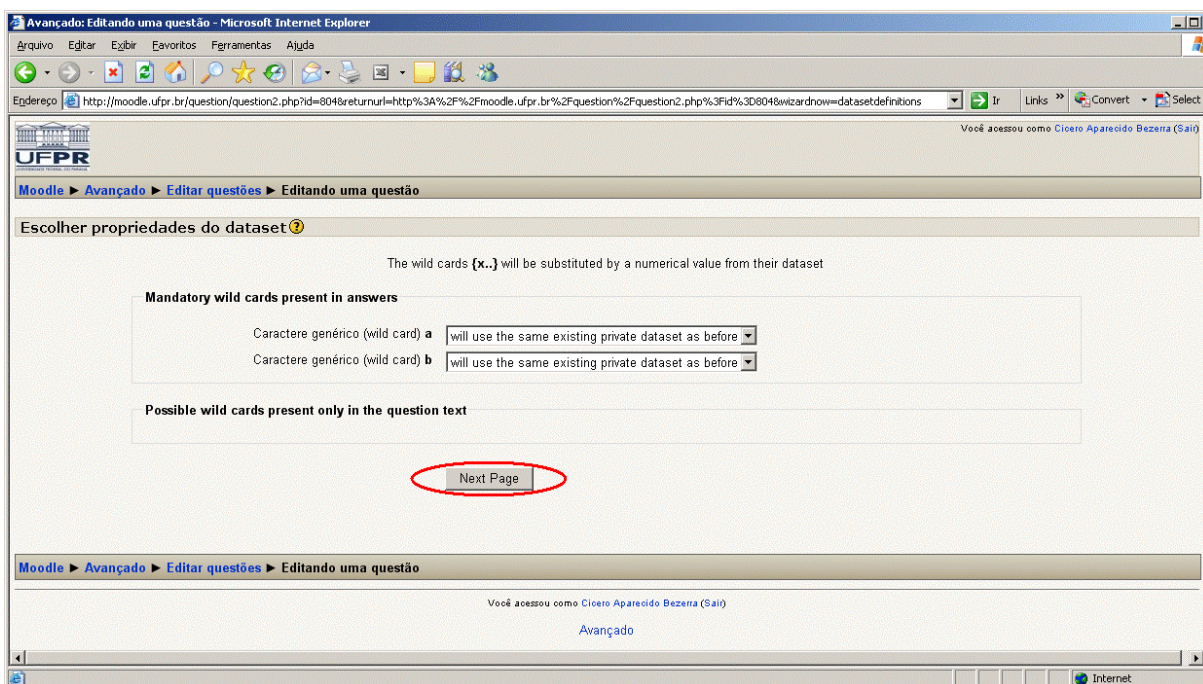 Avançado: Editando uma questão - Microsoft Internet Explorer
Arquivo Editar Exibir Favoritos Ferramentas Ajuda
Endereço http://moodle.ufpr.br/question/question2.php?id=804&returnurl=http%3A%2F%2Fmoodle.ufpr.br%2Fquestion%2Fquestion2.php%3Fid%3D804&wizardnow=datasetdefinitions Ir Links » Convert Select
Você acessou como Cicero Aparecido Bezerra (Sair)
UFPR
Moodle ► Avançado ► Editar questões ► Editando uma questão
Escolher propriedades do dataset ?
The wild cards {x..} will be substituted by a numerical value from their dataset
Mandatory wild cards present in answers
Caractere genérico (wild card) a will use the same existing private dataset as before
Caractere genérico (wild card) b will use the same existing private dataset as before
Possible wild cards present only in the question text
Next Page
Moodle ► Avançado ► Editar questões ► Editando uma questão
Você acessou como Cicero Aparecido Bezerra (Sair)
Avançado
Internet